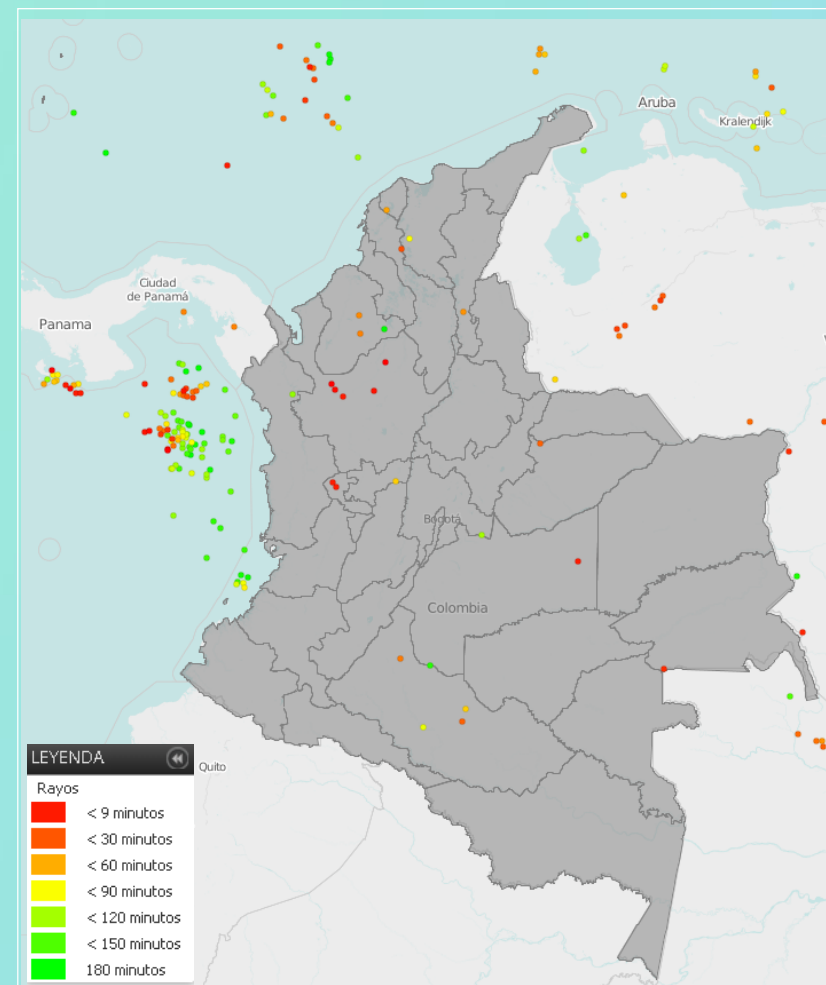 Aruba
Kralendijk
Ciudad
de Panamá
Panama
Bogotá
Colombia
Quito
LEYENDA
Rayos
< 9 minutos
< 30 minutos
< 60 minutos
< 90 minutos
< 120 minutos
< 150 minutos
180 minutos